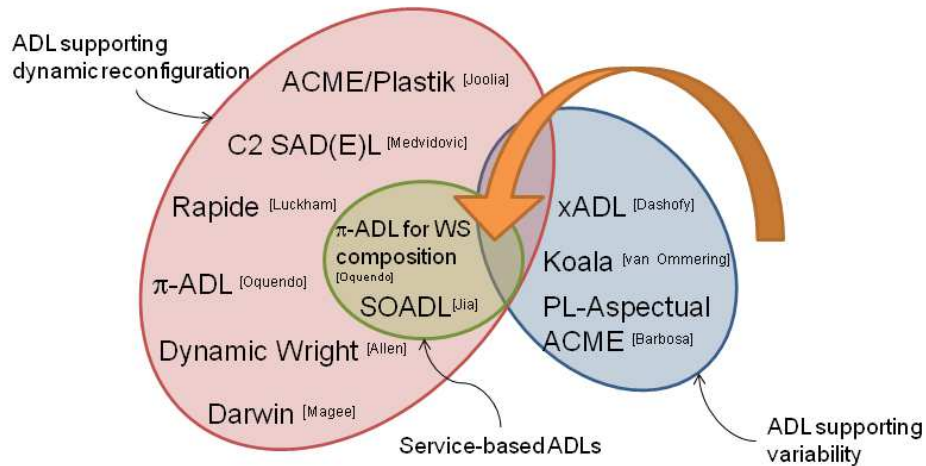 ADL supporting
dynamic reconfiguration
ACME/Plastik [Joolia]
C2 SAD(E)L [Medvidovic]
Rapide [Luckham]
π-ADL for WS
composition
[Oquendo]
π-ADL [Oquendo]
SOADL [Jia]
Dynamic Wright [Allen]
Darwin [Magee]
xADL [Dashofy]
Koala [van Ommering]
PL-Aspectual
ACME [Barbosa]
Service-based ADLs
ADL supporting
variability